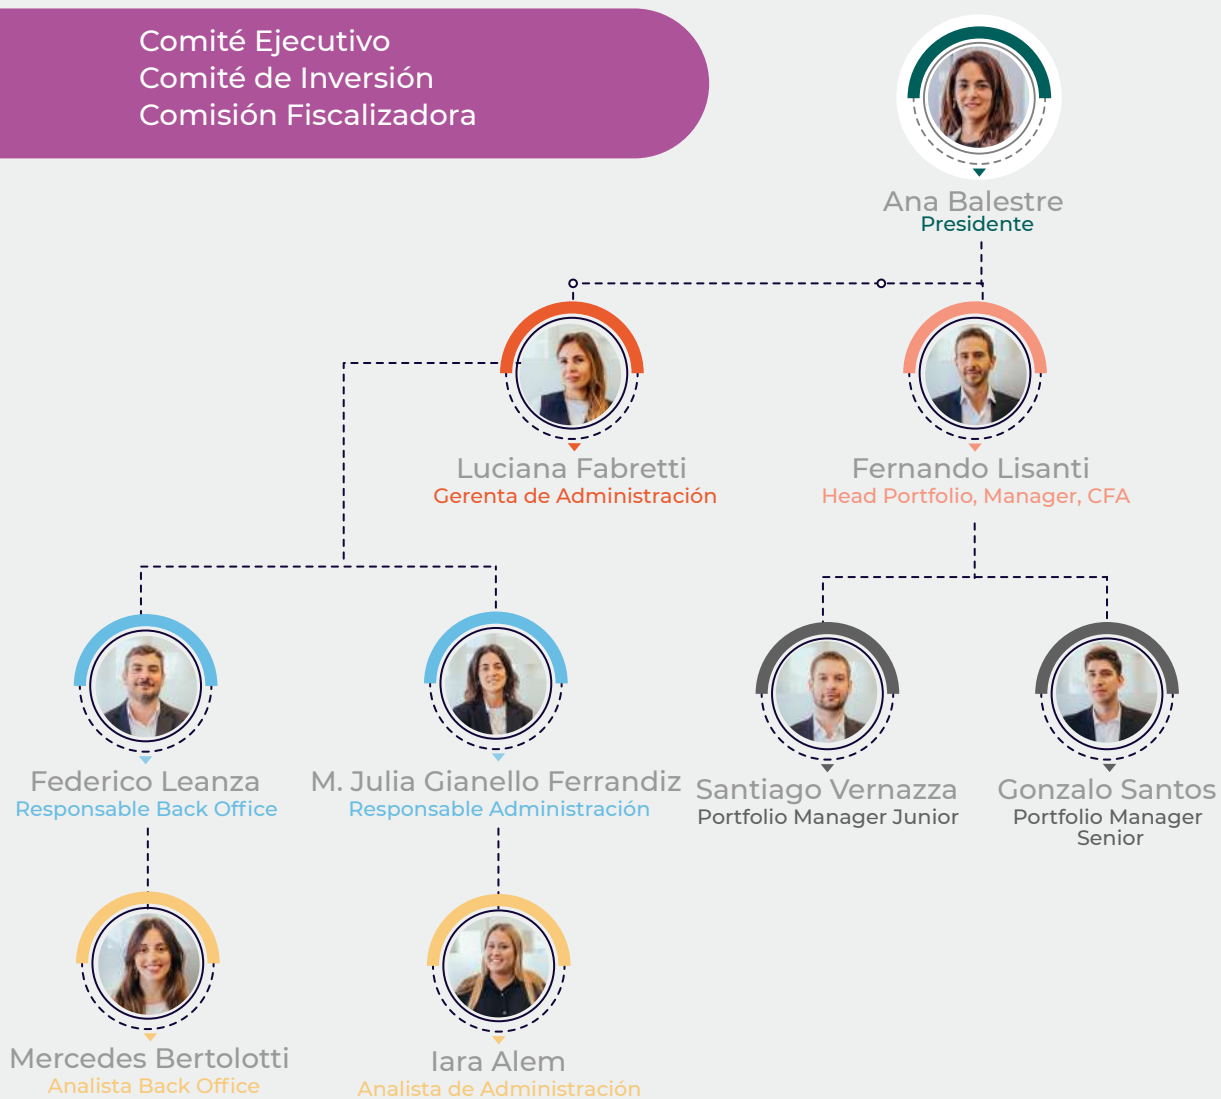 Comité Ejecutivo
Comité de Inversión
Comisión Fiscalizadora
Ana Balestre
Presidente
Luciana Fabretti
Gerenta de Administración
Fernando Lisanti
Head Portfolio, Manager, CFA
Federico Leanza
Responsable Back Office
M. Julia Gianello Ferrandiz
Responsable Administración
Santiago Vernazza
Portfolio Manager Junior
Gonzalo Santos
Portfolio Manager
Senior
Mercedes Bertolotti
Analista Back Office
Iara Alem
Analista de Administración